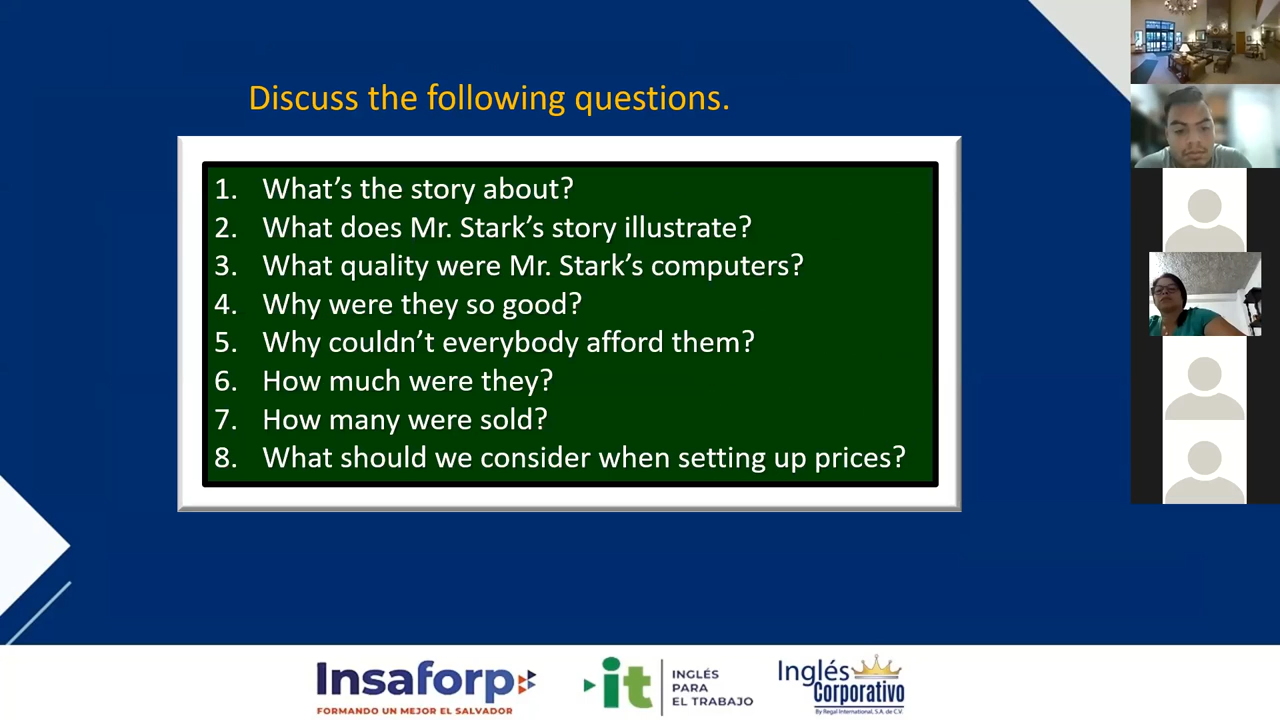 Discuss the following questions.
1. What's the story about?
2. What does Mr. Stark's story illustrate?
3. What quality were Mr. Stark's computers?
4. Why were they so good?
5. Why couldn't everybody afford them?
6. How much were they?
7. How many were sold?
8. What should we consider when setting up prices?
Insaforp
FORMANDO UN MEJOR EL SALVADOR
it
INGLÉS
PARA
EL TRABAJO
Inglés
Corporativo
By Regal International, S.A. de C.V.